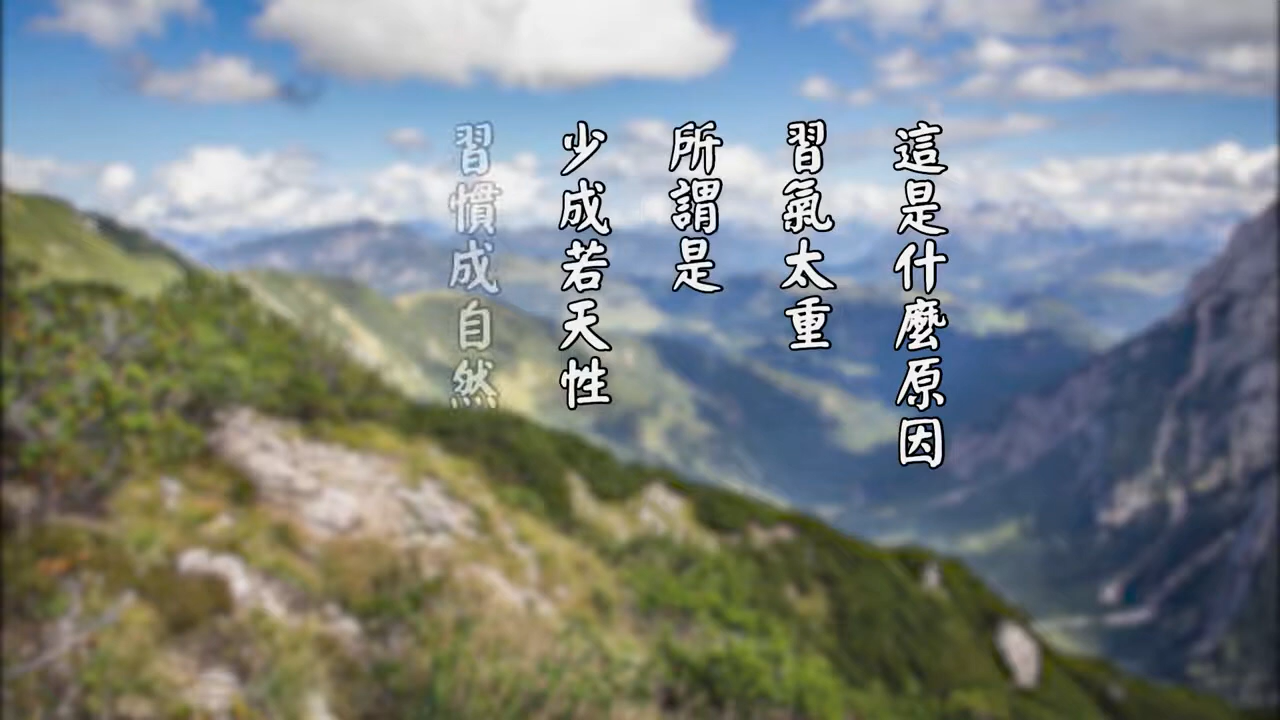 這是什麼原因
習氣太重
所謂是
少成若天性
習慣成自然